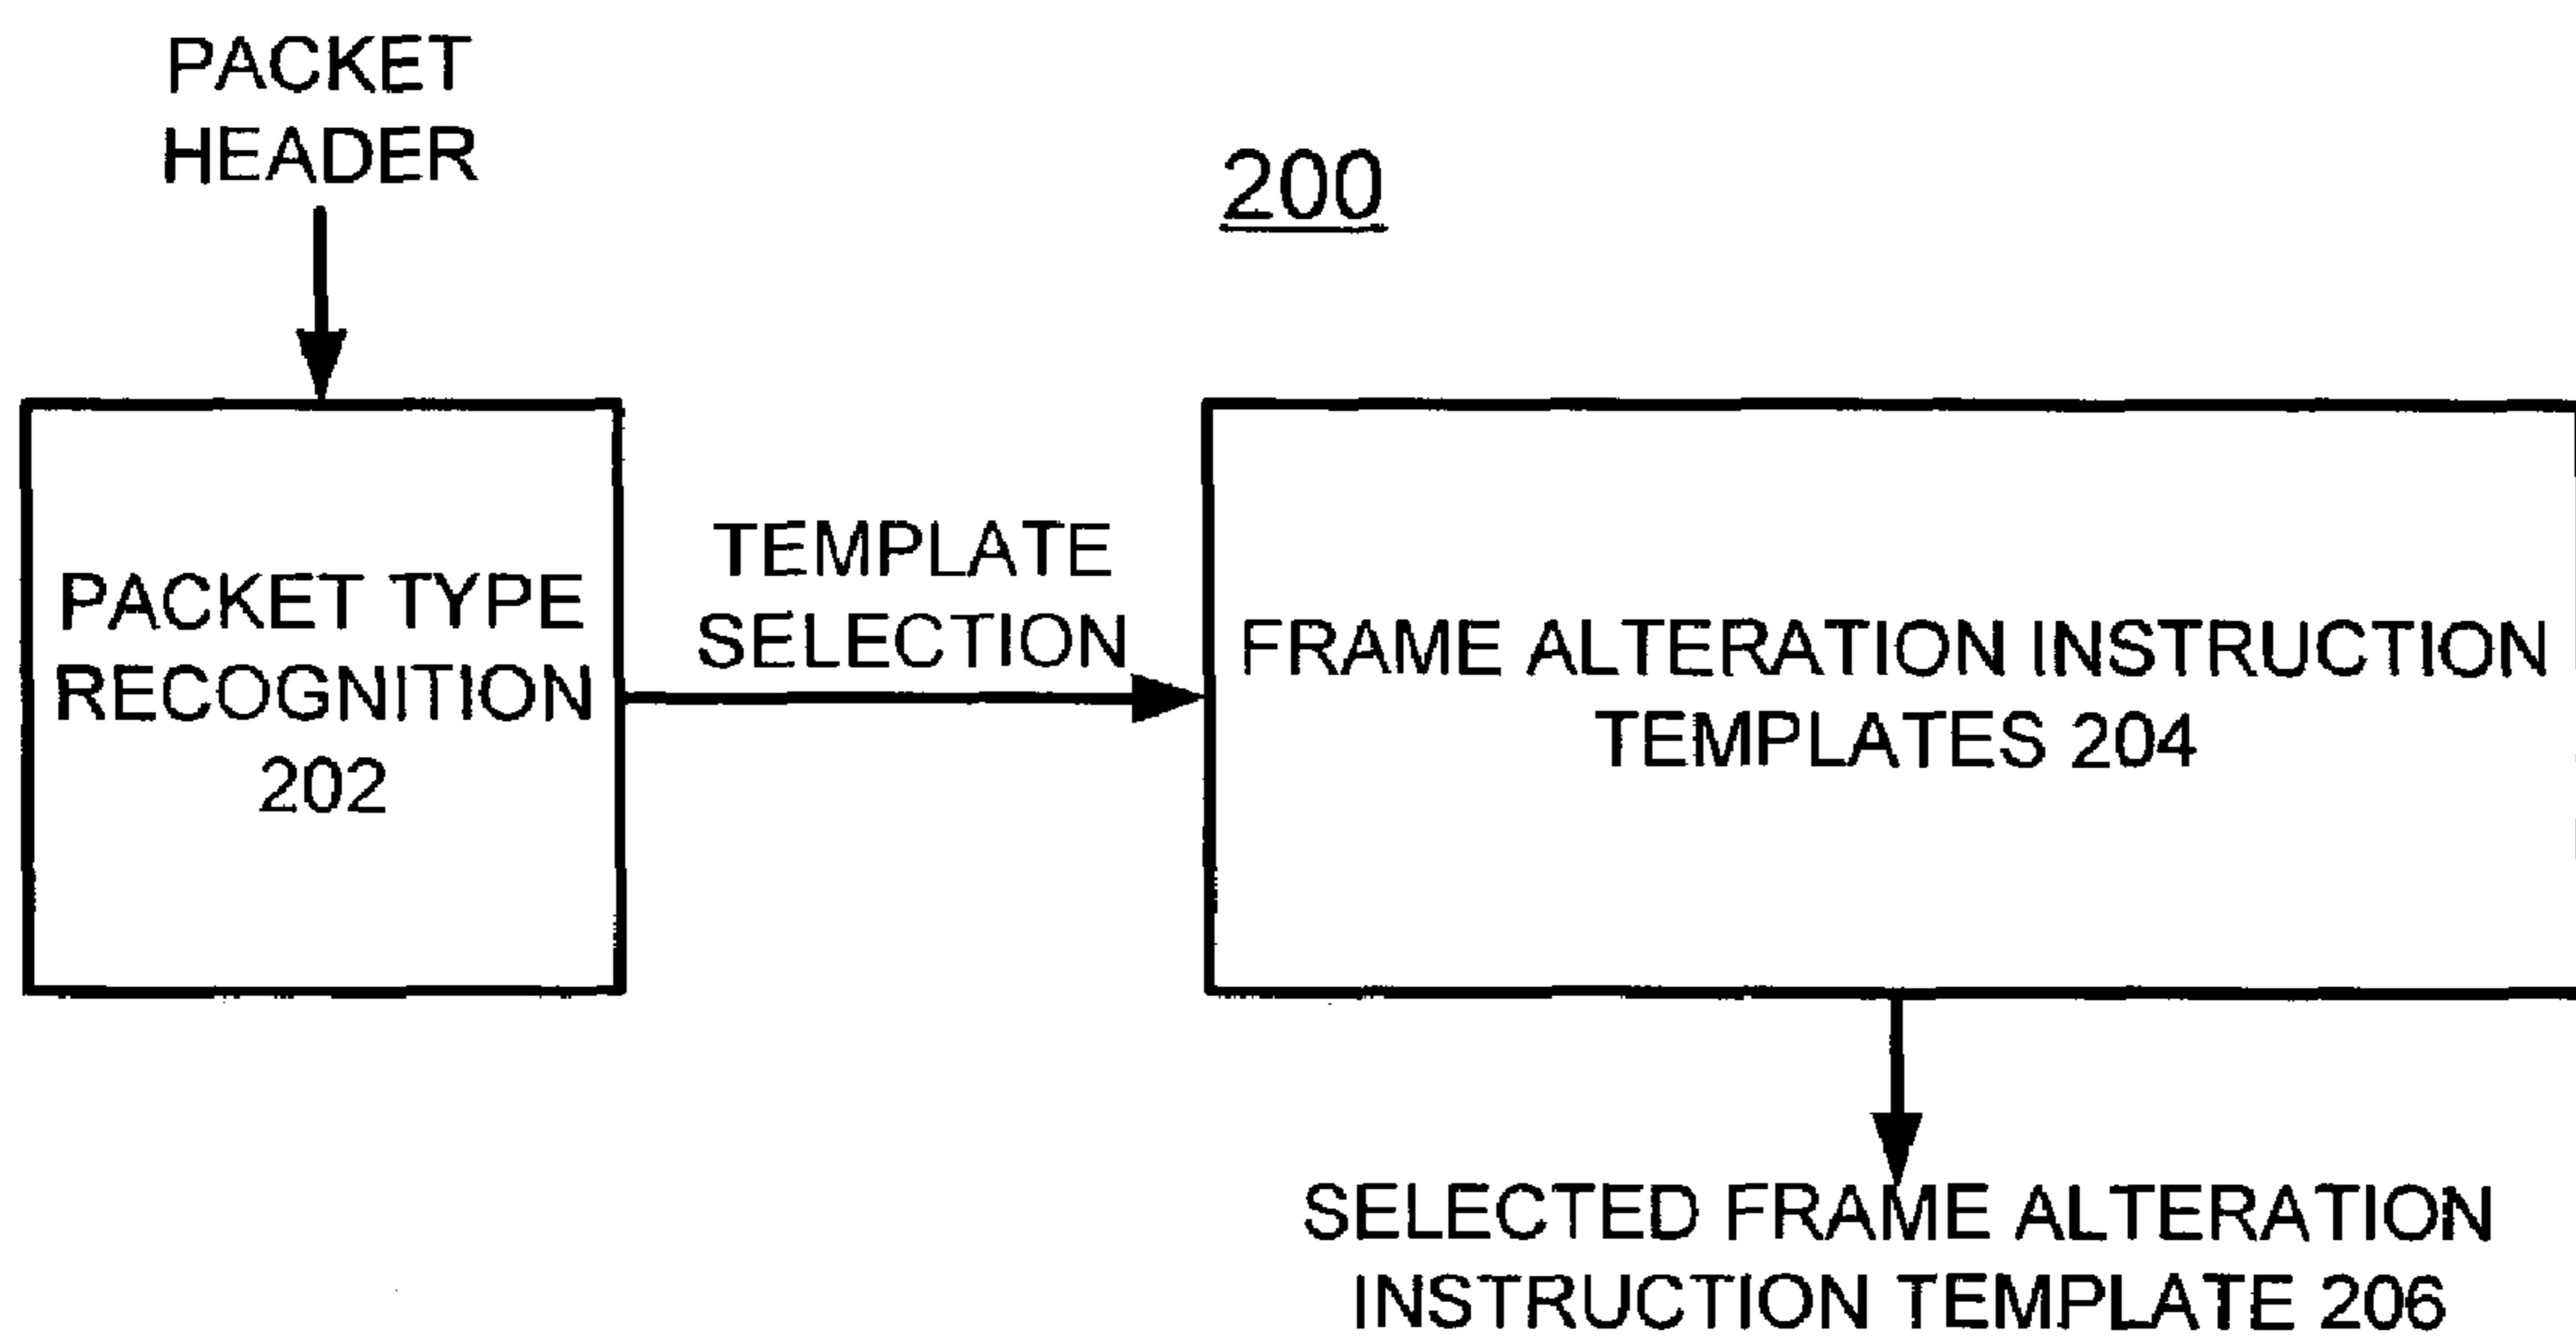 PACKET
HEADER
200
PACKET TYPE
RECOGNITION
202
TEMPLATE
SELECTION
FRAME ALTERATION INSTRUCTION
TEMPLATES 204
SELECTED FRAME ALTERATION
INSTRUCTION TEMPLATE 206